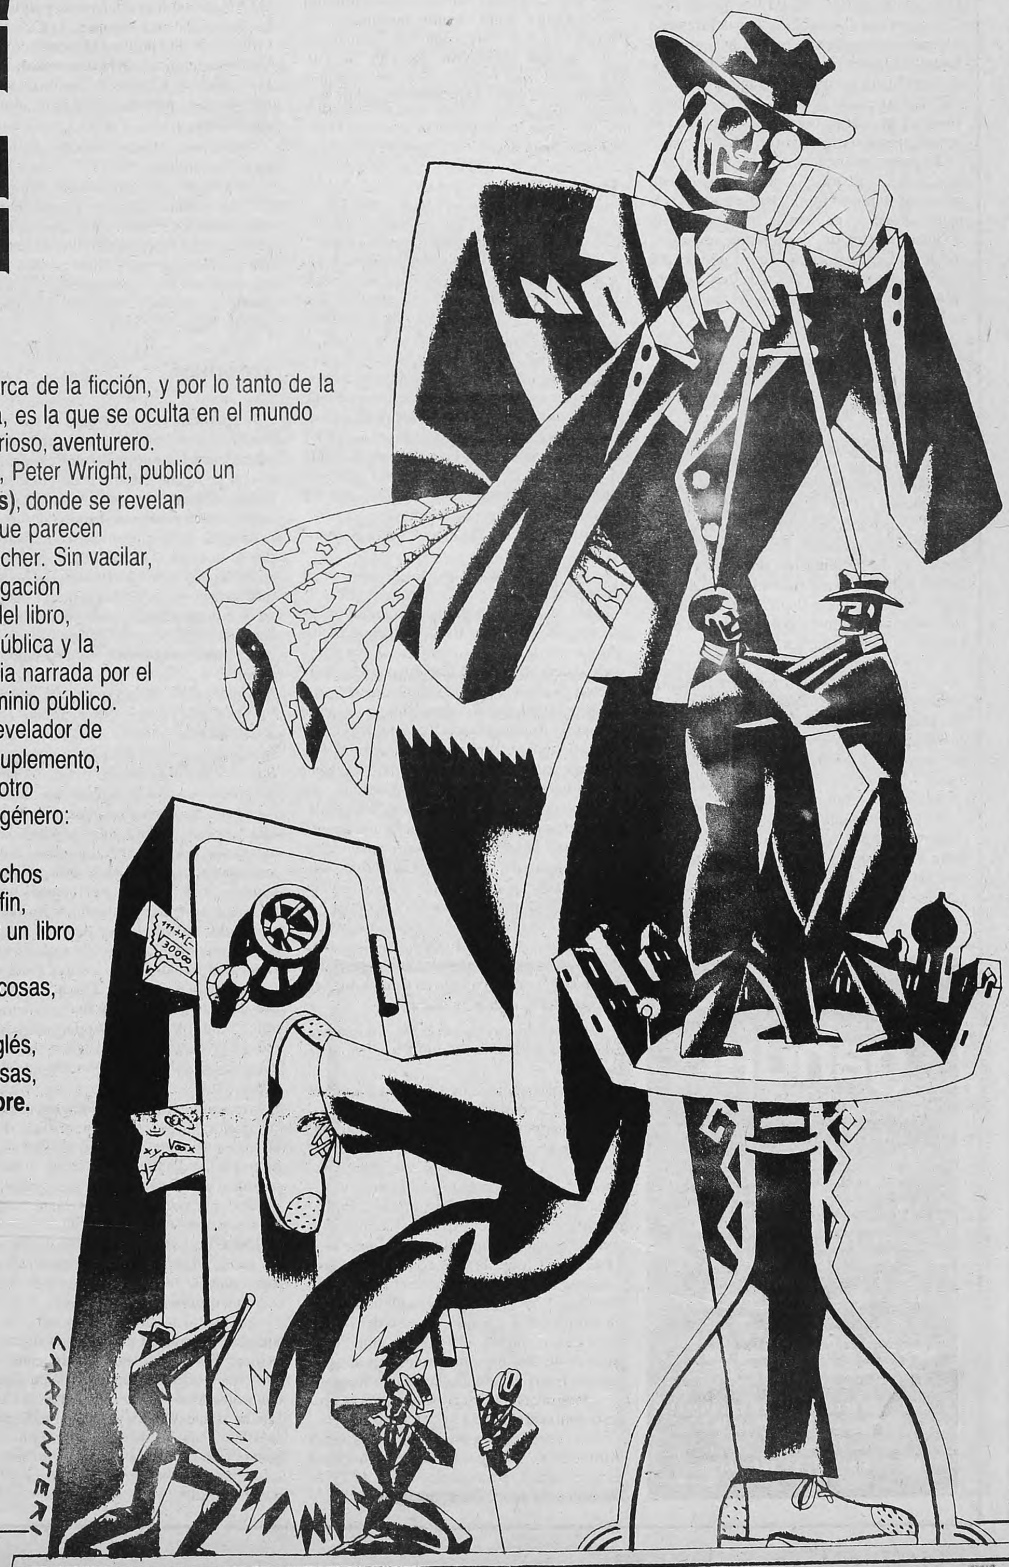 rca de la ficción, y por lo tanto de la
, es la que se oculta en el mundo
rioso, aventurero.
, Peter Wright, publicó un
s), donde se revelan
ue parecen
cher. Sin vacilar,
gación
del libro,
ública y la
ia narrada por el
minio público.
evelador de
uplemento,
otro
género:
chos
fin,
un libro
cosas,
glés,
sas,
bre.
CARPINTERI